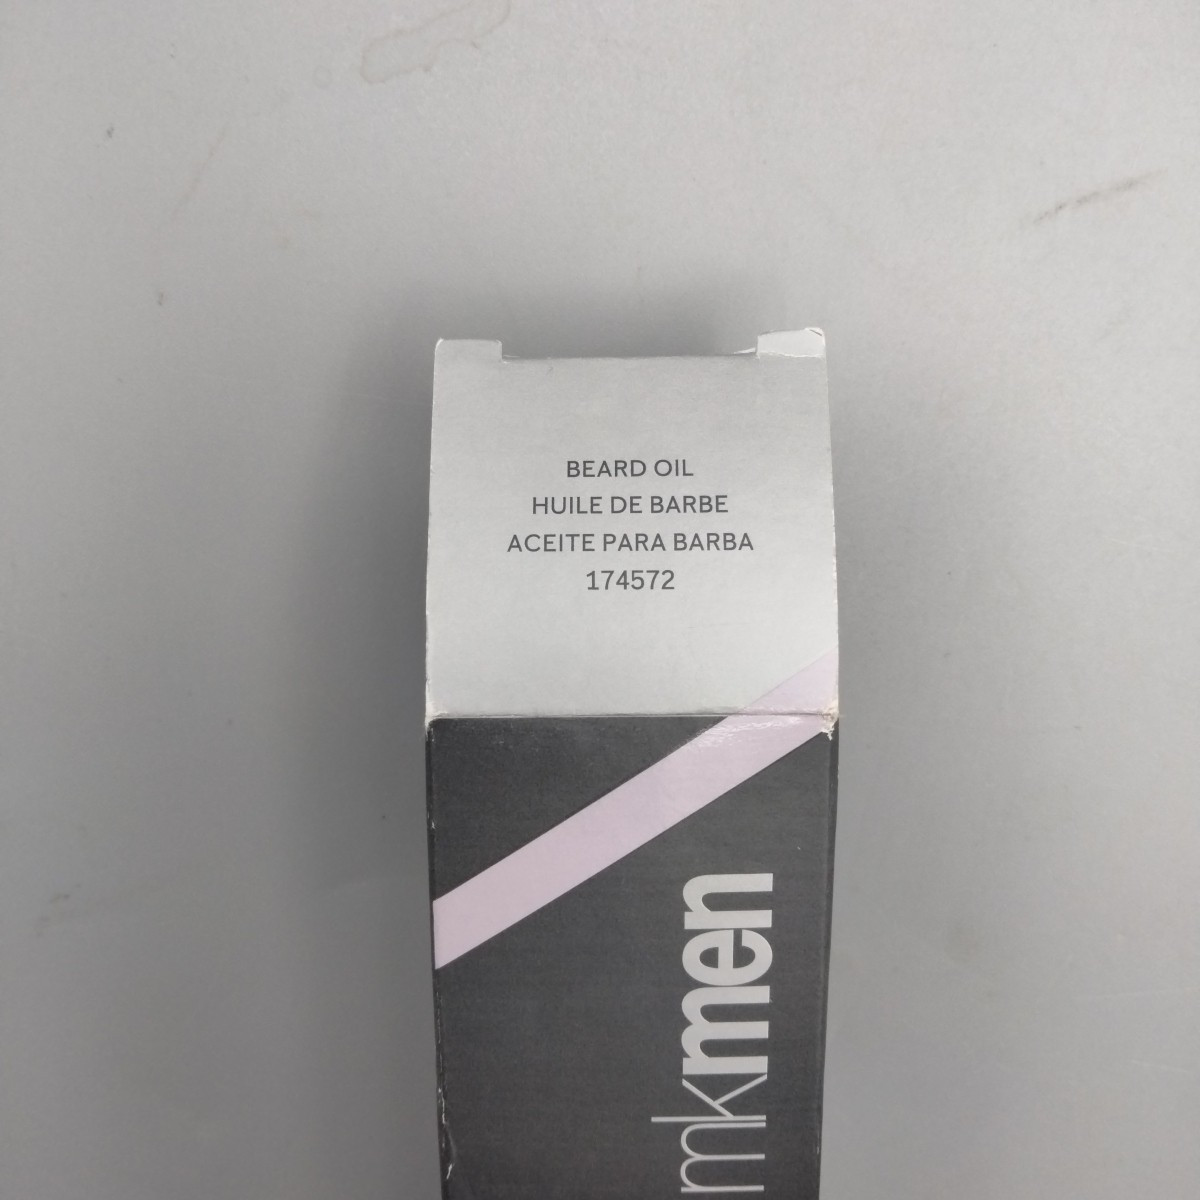 BEARD OIL
HUILE DE BARBE
ACEITE PARA BARBA
174572
mkmen